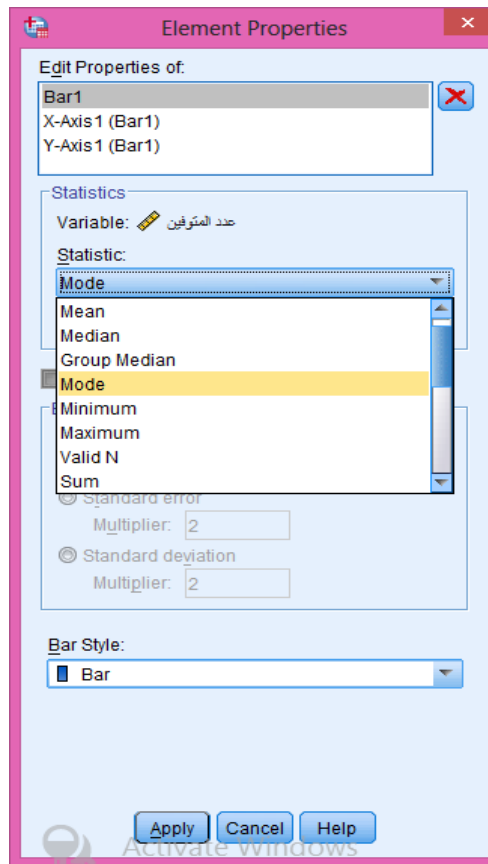 Element Properties
Edit Properties of:
Bar1
X-Axis1 (Bar1)
Y-Axis1 (Bar1)
Statistics
Variable: عدد المتوفين
Statistic:
Mode
Mean
Median
Group Median
Mode
Minimum
Maximum
Valid N
Sum
Standard error
Multiplier: 2
Standard deviation
Multiplier: 2
Bar Style:
Bar
Apply Cancel Help
Activate Windows